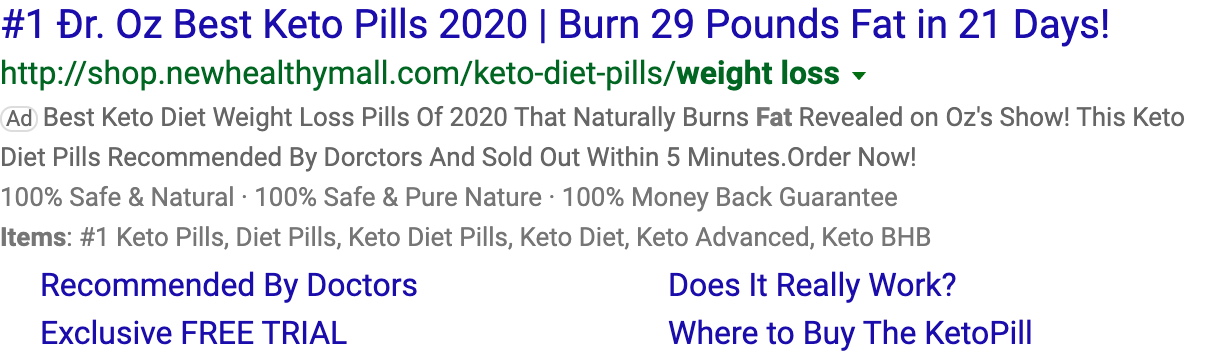 #1 Đr. Oz Best Keto Pills 2020 | Burn 29 Pounds Fat in 21 Days!
http://shop.newhealthymall.com/keto-diet-pills/weight loss
Ad Best Keto Diet Weight Loss Pills Of 2020 That Naturally Burns Fat Revealed on Oz's Show! This Keto
Diet Pills Recommended By Dorctors And Sold Out Within 5 Minutes.Order Now!
100% Safe & Natural · 100% Safe & Pure Nature · 100% Money Back Guarantee
Items: #1 Keto Pills, Diet Pills, Keto Diet Pills, Keto Diet, Keto Advanced, Keto BHB
Recommended By Doctors Does It Really Work?
Exclusive FREE TRIAL Where to Buy The KetoPill